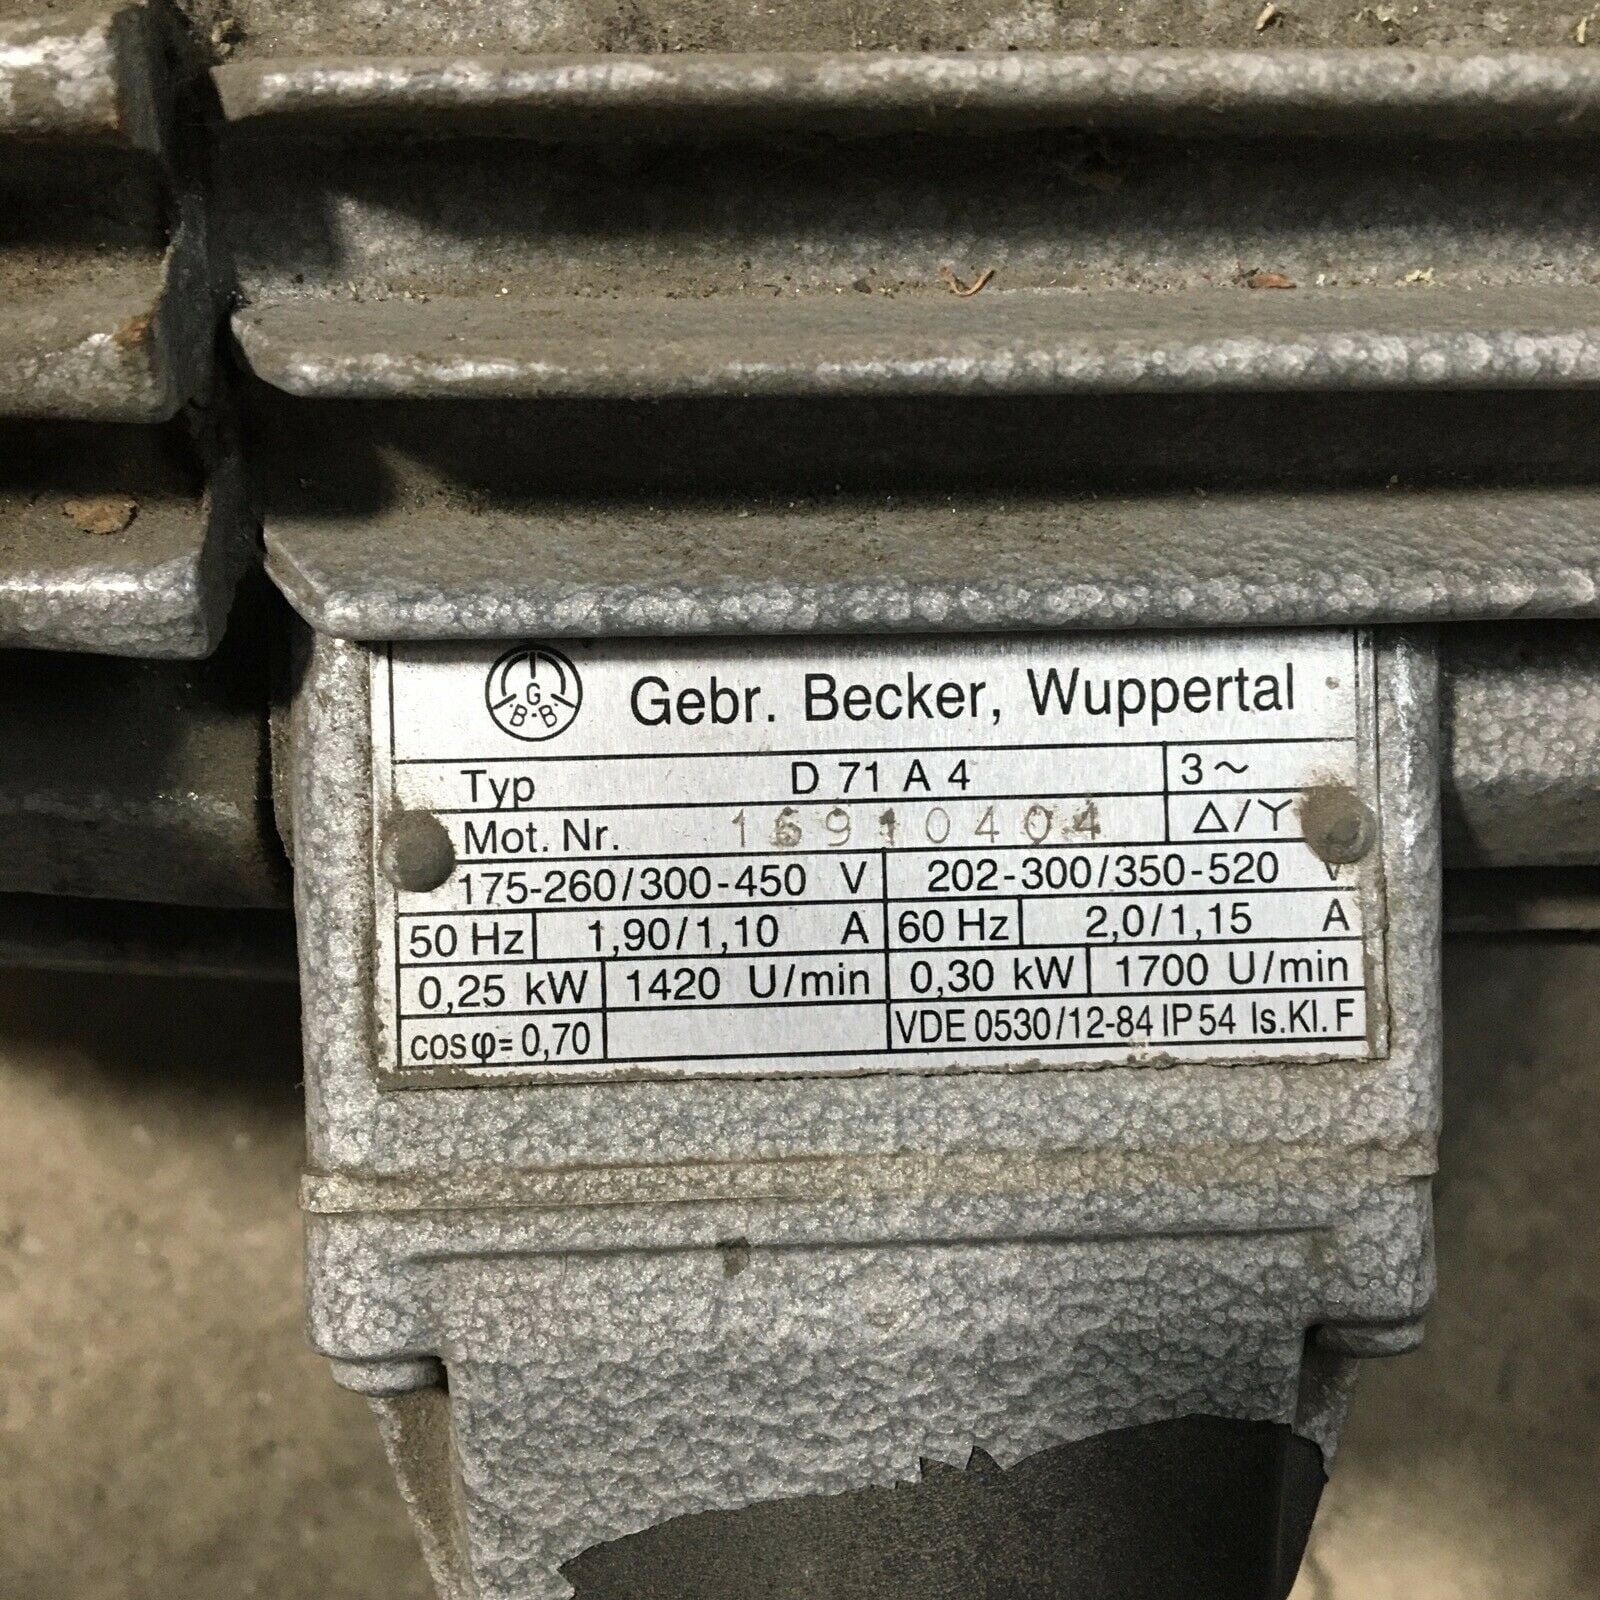 G
B·B
Gebr. Becker, Wuppertal
Typ D 71 A 4 3~
Mot. Nr. 16910404 Δ/Y
175-260/300-450 V 202-300/350-520 V
50 Hz 1,90/1,10 A 60 Hz 2,0/1,15 A
0,25 kW 1420 U/min 0,30 kW 1700 U/min
cosφ=0,70 VDE 0530/12-84 IP54 Is.Kl. F